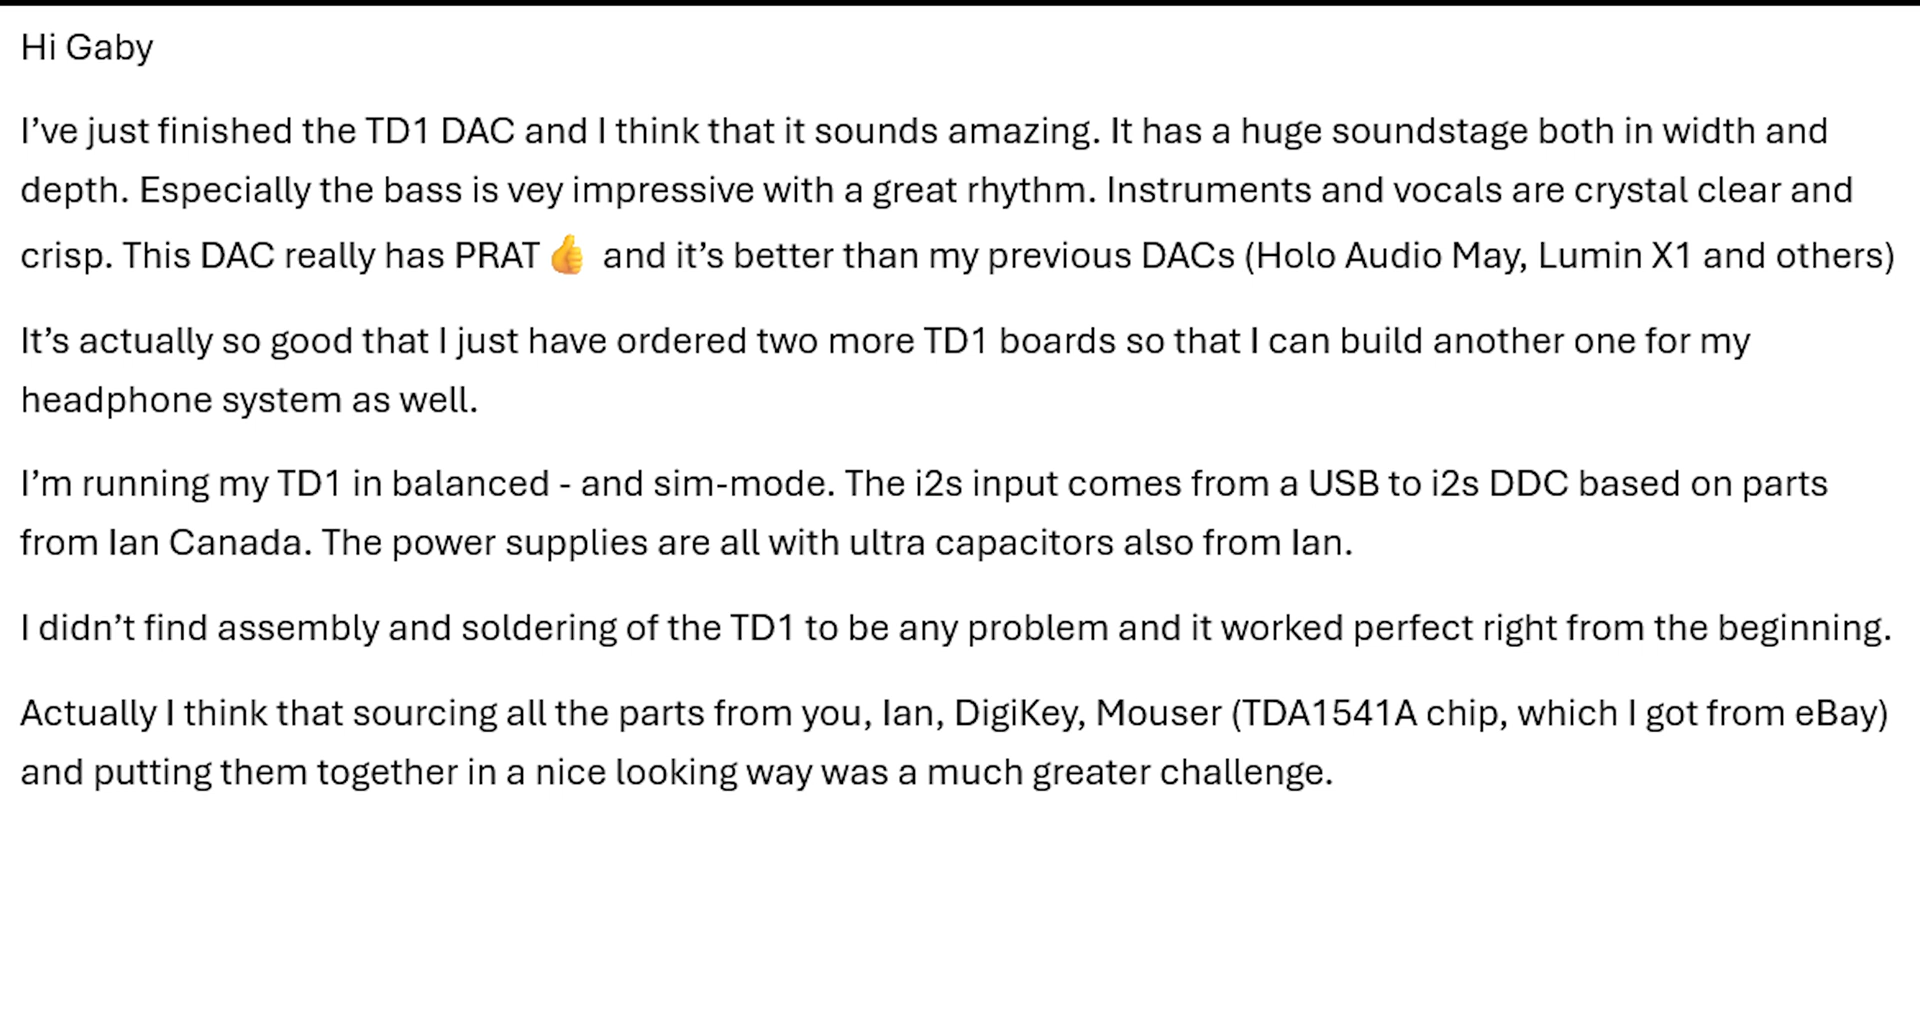 Hi Gaby
I’ve just finished the TD1 DAC and I think that it sounds amazing. It has a huge soundstage both in width and
depth. Especially the bass is vey impressive with a great rhythm. Instruments and vocals are crystal clear and
crisp. This DAC really has PRAT 👍 and it’s better than my previous DACs (Holo Audio May, Lumin X1 and others)
It’s actually so good that I just have ordered two more TD1 boards so that I can build another one for my
headphone system as well.
I’m running my TD1 in balanced - and sim-mode. The i2s input comes from a USB to i2s DDC based on parts
from Ian Canada. The power supplies are all with ultra capacitors also from Ian.
I didn’t find assembly and soldering of the TD1 to be any problem and it worked perfect right from the beginning.
Actually I think that sourcing all the parts from you, Ian, DigiKey, Mouser (TDA1541A chip, which I got from eBay)
and putting them together in a nice looking way was a much greater challenge.